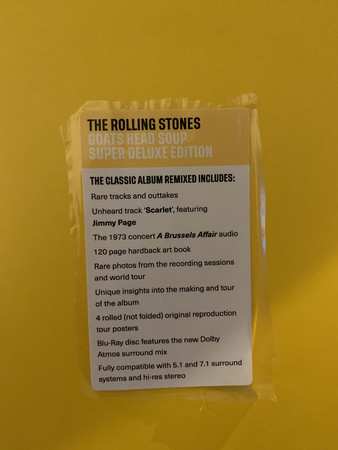 THE ROLLING STONES
GOATS HEAD SOUP
SUPER DELUXE EDITION
THE CLASSIC ALBUM REMIXED INCLUDES:
Rare tracks and outtakes
Unheard track 'Scarlet', featuring
Jimmy Page
The 1973 concert A Brussels Affair audio
120 page hardback art book
Rare photos from the recording sessions
and world tour
Unique insights into the making and tour
of the album
4 rolled (not folded) original reproduction
tour posters
Blu-Ray disc features the new Dolby
Atmos surround mix
Fully compatible with 5.1 and 7.1 surround
systems and hi-res stereo